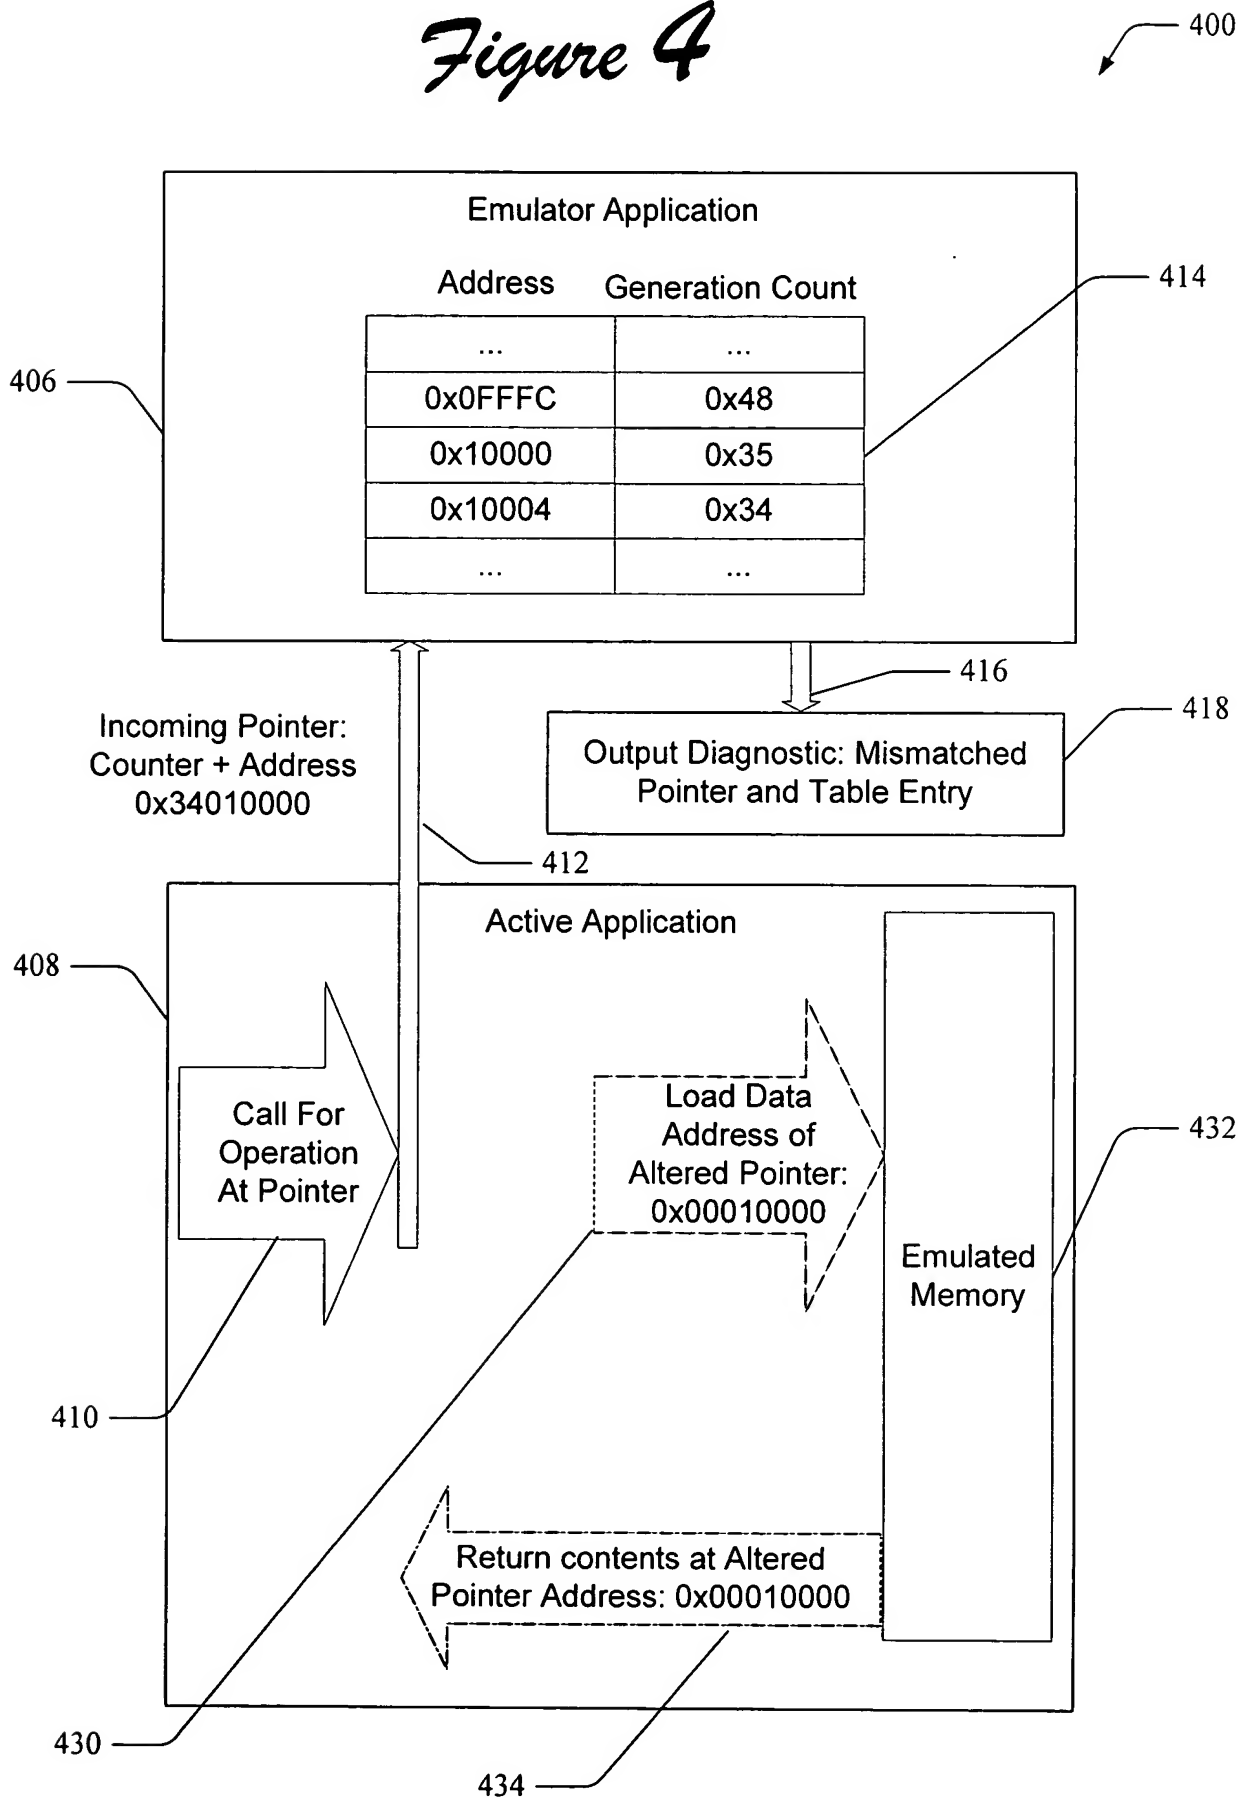 Figure 4
400
Emulator Application
Address Generation Count
414
... ...
406
0x0FFFC 0x48
0x10000 0x35
0x10004 0x34
... ...
416
418
Incoming Pointer:
Counter + Address
0x34010000
Output Diagnostic: Mismatched
Pointer and Table Entry
412
Active Application
408
Call For
Operation
At Pointer
Load Data
Address of
Altered Pointer:
0x00010000
432
Emulated
Memory
410
Return contents at Altered
Pointer Address: 0x00010000
430
434